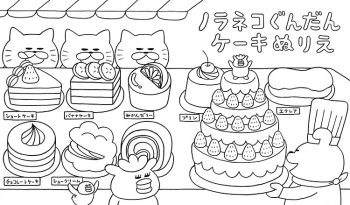 ノラネコぐんだん
ケーキぬりえ
ショートケーキ
バナナケーキ
みかんゼリー
プリン
エクレア
チョコレートケーキ
シュークリーム